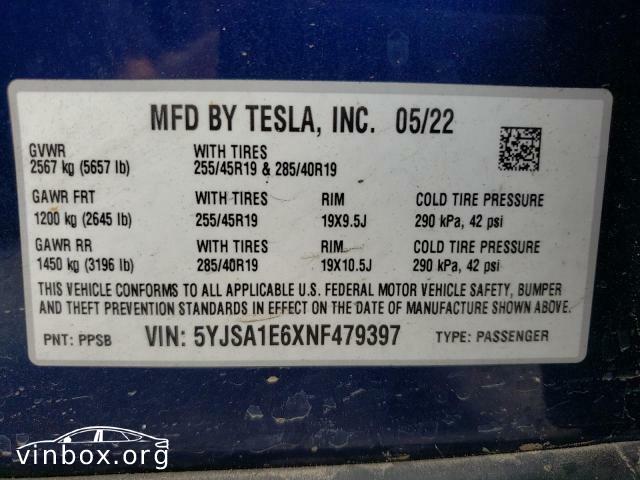 MFD BY TESLA, INC. 05/22
GVWR WITH TIRES
2567 kg (5657 lb) 255/45R19 & 285/40R19
GAWR FRT WITH TIRES RIM COLD TIRE PRESSURE
1200 kg (2645 lb) 255/45R19 19X9.5J 290 kPa, 42 psi
GAWR RR WITH TIRES RIM COLD TIRE PRESSURE
1450 kg (3196 lb) 285/40R19 19X10.5J 290 kPa, 42 psi
THIS VEHICLE CONFORMS TO ALL APPLICABLE U.S. FEDERAL MOTOR VEHICLE SAFETY, BUMPER
AND THEFT PREVENTION STANDARDS IN EFFECT ON THE DATE OF MANUFACTURE SHOWN ABOVE.
PNT: PPSB VIN: 5YJSA1E6XNF479397 TYPE: PASSENGER
vinbox.org